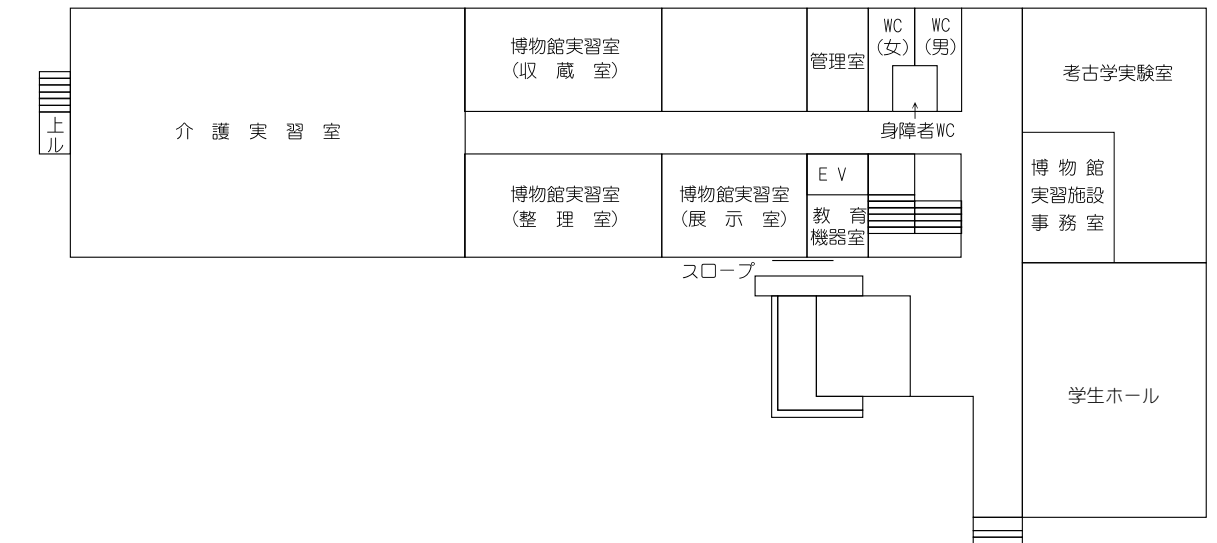 博物館実習室
(収 蔵 室)
管理室
WC
(女)
WC
(男)
考古学実験室
上
ル
介 護 実 習 室
身障者WC
博物館実習室
(整 理 室)
博物館実習室
(展 示 室)
E V
教 育
機器室
博 物 館
実習施設
事 務 室
スロープ
学生ホール